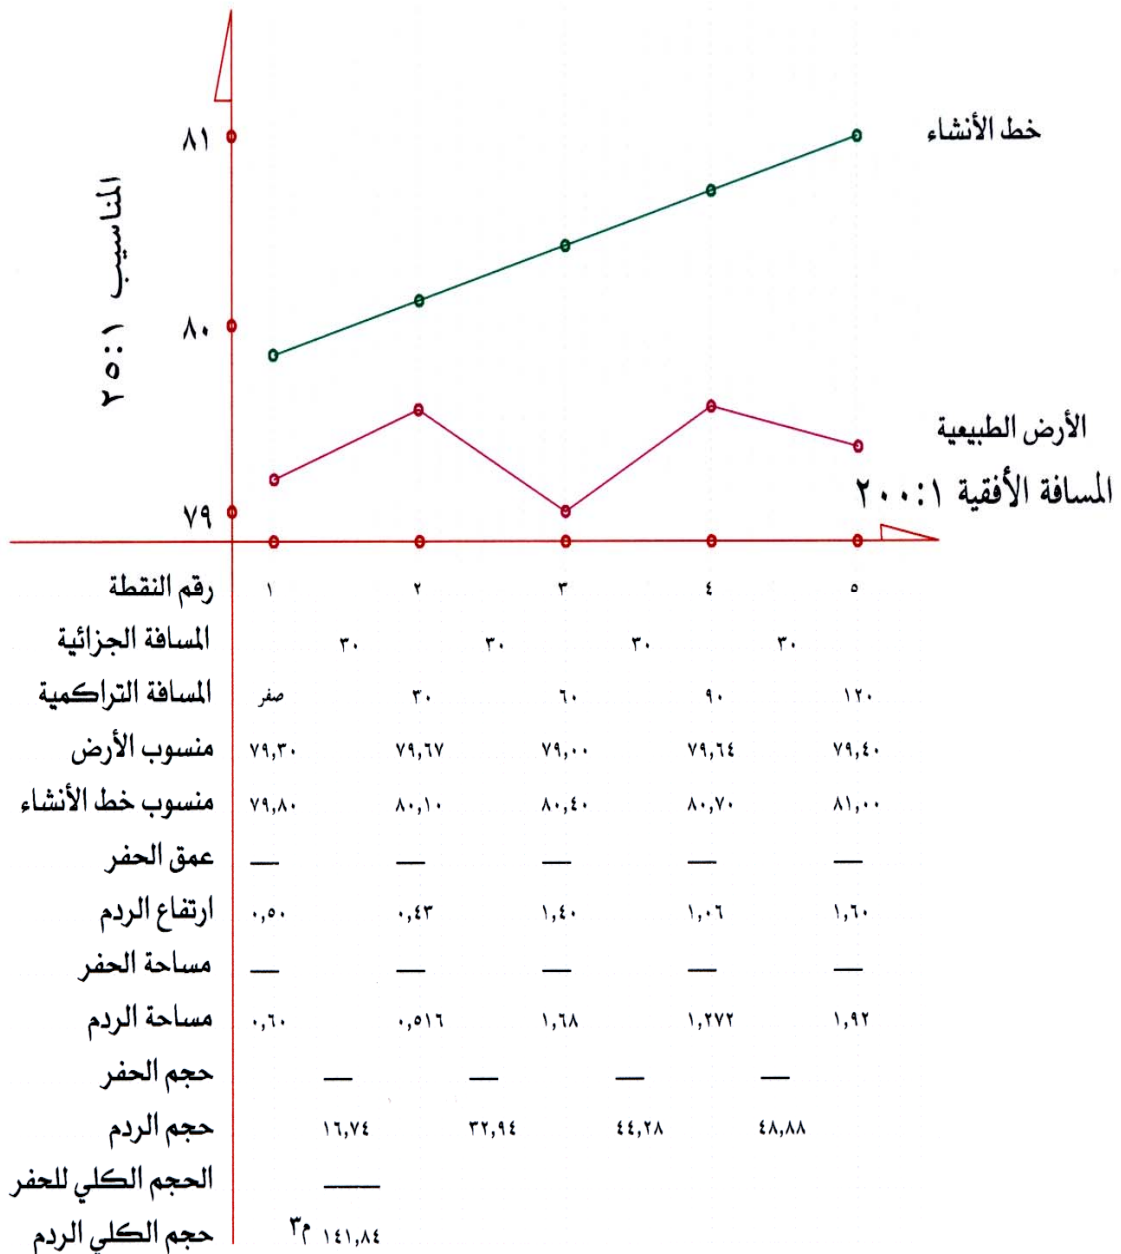 ٨١
خط الأنشاء
المناسيب ٢٥:١
٨٠
الأرض الطبيعية
المسافة الأفقية ٢٠٠:١
٧٩
رقم النقطة ١ ٢ ٣ ٤ ٥
المسافة الجزائية ٣٠ ٣٠ ٣٠ ٣٠
المسافة التراكمية صفر ٣٠ ٦٠ ٩٠ ١٢٠
منسوب الأرض ٧٩,٣٠ ٧٩,٦٧ ٧٩,٠٠ ٧٩,٦٤ ٧٩,٤٠
منسوب خط الأنشاء ٧٩,٨٠ ٨٠,١٠ ٨٠,٤٠ ٨٠,٧٠ ٨١,٠٠
عمق الحفر — — — — —
ارتفاع الردم ٠,٥٠ ٠,٤٣ ١,٤٠ ١,٠٦ ١,٦٠
مساحة الحفر — — — — —
مساحة الردم ٠,٦٠ ٠,٥١٦ ١,٦٨ ١,٢٧٢ ١,٩٢
حجم الحفر — — — —
حجم الردم ١٦,٧٤ ٣٢,٩٤ ٤٤,٢٨ ٤٨,٨٨
الحجم الكلي للحفر —
حجم الكلي الردم ١٤١,٨٤ م٣